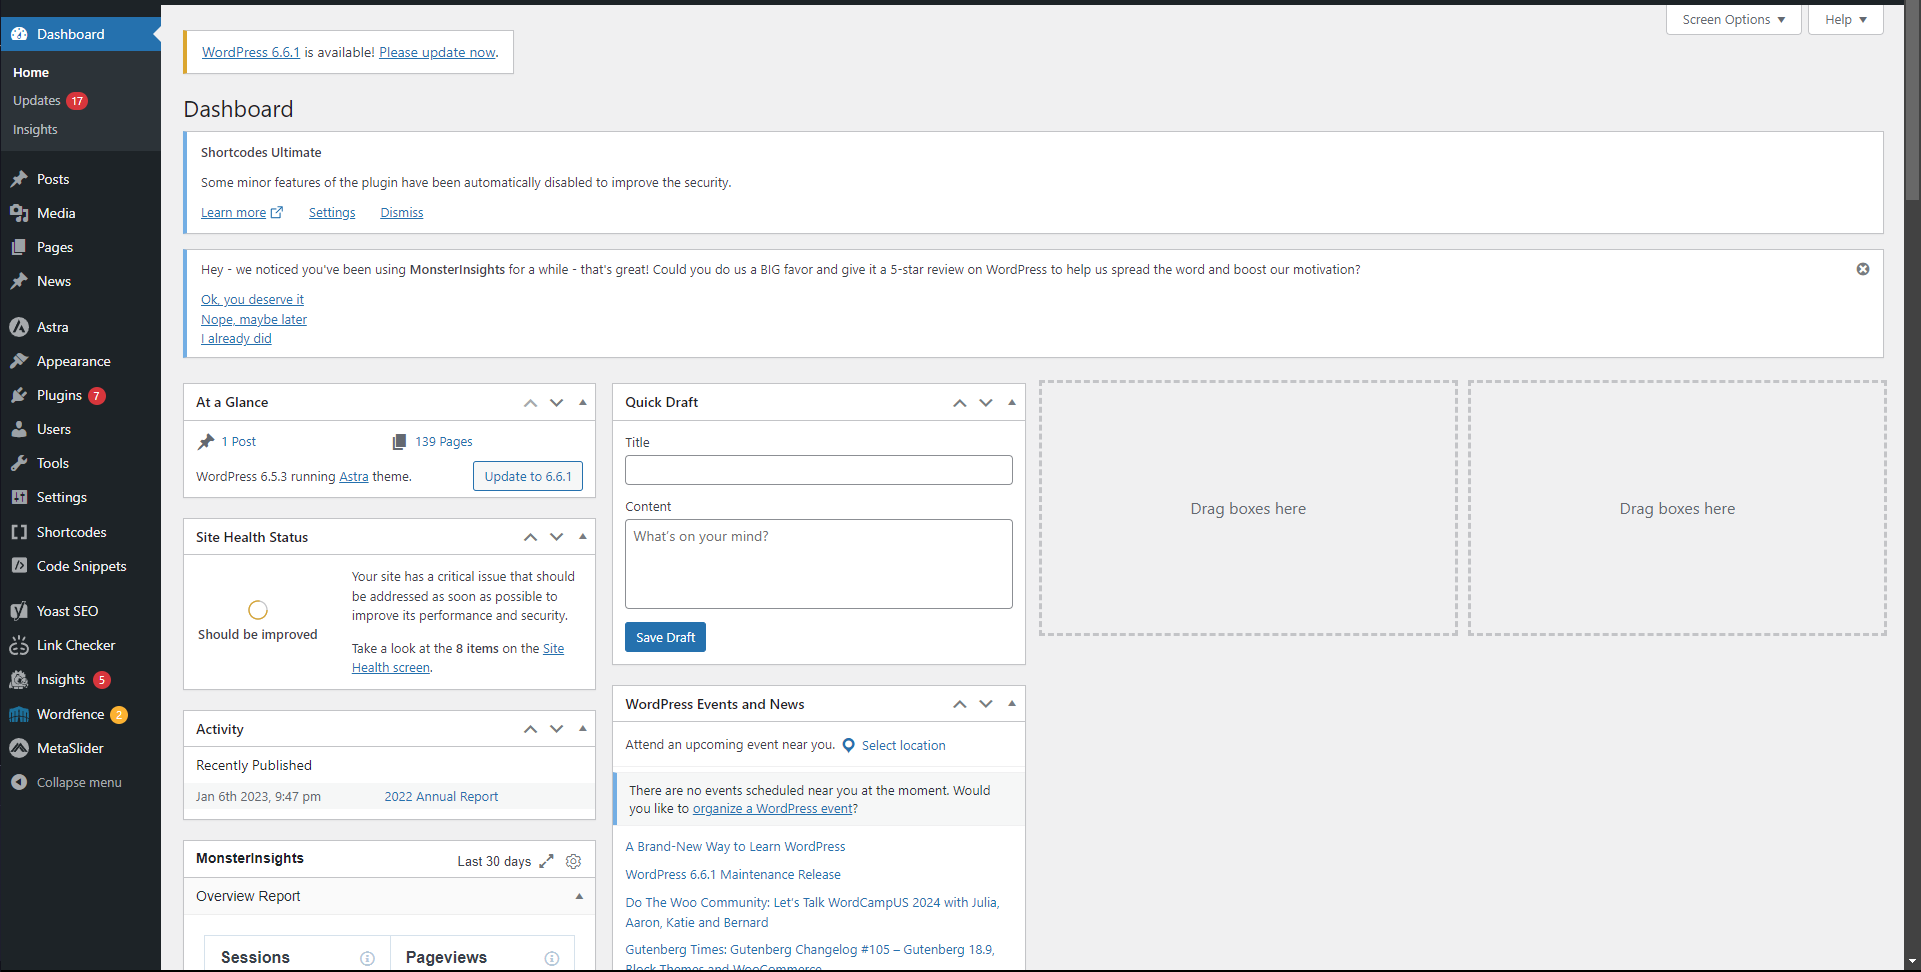 Dashboard
Home
Updates 17
Insights
Posts
Media
Pages
News
Astra
Appearance
Plugins 7
Users
Tools
Settings
Shortcodes
Code Snippets
Yoast SEO
Link Checker
Insights 5
Wordfence 2
MetaSlider
Collapse menu
Screen Options
Help
WordPress 6.6.1 is available! Please update now.
Dashboard
Shortcodes Ultimate
Some minor features of the plugin have been automatically disabled to improve the security.
Learn more Settings Dismiss
Hey - we noticed you've been using MonsterInsights for a while - that's great! Could you do us a BIG favor and give it a 5-star review on WordPress to help us spread the word and boost our motivation?
Ok, you deserve it
Nope, maybe later
I already did
At a Glance
1 Post 139 Pages
WordPress 6.5.3 running Astra theme. Update to 6.6.1
Site Health Status
Should be improved
Your site has a critical issue that should
be addressed as soon as possible to
improve its performance and security.
Take a look at the 8 items on the Site
Health screen.
Activity
Recently Published
Jan 6th 2023, 9:47 pm 2022 Annual Report
MonsterInsights Last 30 days
Overview Report
Sessions Pageviews
Quick Draft
Title
Content
What's on your mind?
Save Draft
WordPress Events and News
Attend an upcoming event near you. Select location
There are no events scheduled near you at the moment. Would
you like to organize a WordPress event?
A Brand-New Way to Learn WordPress
WordPress 6.6.1 Maintenance Release
Do The Woo Community: Let's Talk WordCampUS 2024 with Julia,
Aaron, Katie and Bernard
Gutenberg Times: Gutenberg Changelog #105 – Gutenberg 18.9,
Block Themes and WooCommerce
Drag boxes here
Drag boxes here